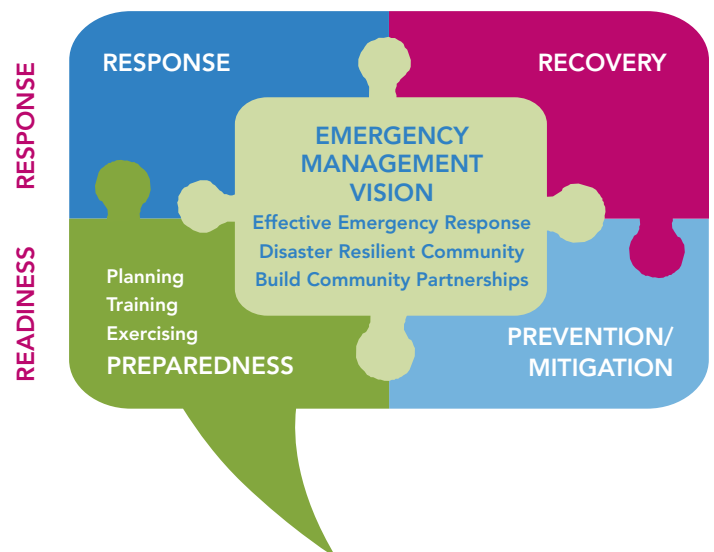 RESPONSE
READINESS
RESPONSE
RECOVERY
EMERGENCY
MANAGEMENT
VISION
Effective Emergency Response
Disaster Resilient Community
Build Community Partnerships
Planning
Training
Exercising
PREPAREDNESS
PREVENTION/
MITIGATION